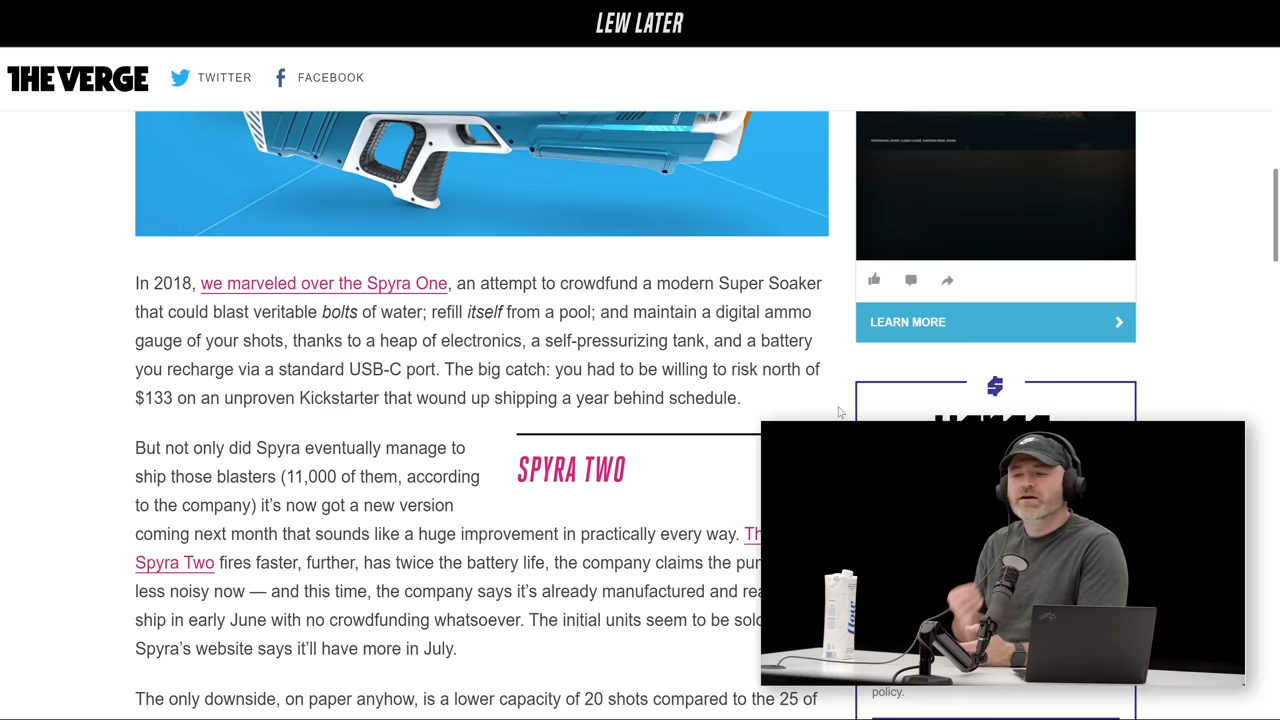 LEW LATER
THE VERGE
TWITTER
FACEBOOK
In 2018, we marveled over the Spyra One, an attempt to crowdfund a modern Super Soaker
that could blast veritable bolts of water; refill itself from a pool; and maintain a digital ammo
gauge of your shots, thanks to a heap of electronics, a self-pressurizing tank, and a battery
you recharge via a standard USB-C port. The big catch: you had to be willing to risk north of
$133 on an unproven Kickstarter that wound up shipping a year behind schedule.
LEARN MORE
But not only did Spyra eventually manage to
ship those blasters (11,000 of them, according
to the company) it’s now got a new version
SPYRA TWO
coming next month that sounds like a huge improvement in practically every way.
Spyra Two fires faster, further, has twice the battery life, the company claims the
less noisy now — and this time, the company says it’s already manufactured and
ship in early June with no crowdfunding whatsoever. The initial units seem to be
Spyra’s website says it’ll have more in July.
The only downside, on paper anyhow, is a lower capacity of 20 shots compared to the 25 of
policy.